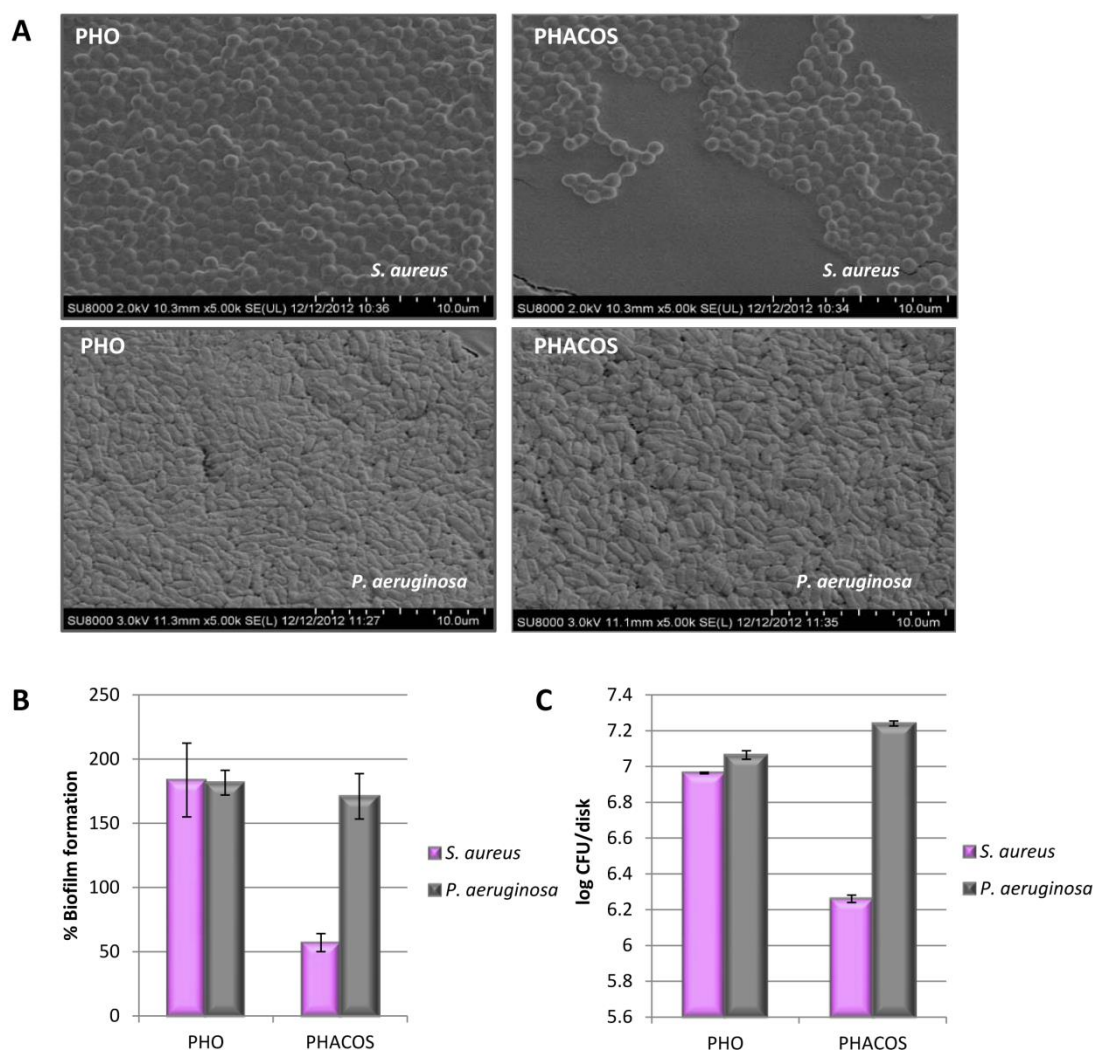 A
PHO
S. aureus
SU8000 2.0kV 10.3mm x5.00k SE(UL) 12/12/2012 10:36 10.0um
PHACOS
S. aureus
SU8000 2.0kV 10.3mm x5.00k SE(UL) 12/12/2012 10:34 10.0um
PHO
P. aeruginosa
SU8000 3.0kV 11.3mm x5.00k SE(L) 12/12/2012 11:27 10.0um
PHACOS
P. aeruginosa
SU8000 3.0kV 11.1mm x5.00k SE(L) 12/12/2012 11:35 10.0um
B
% Biofilm formation
250
200
150
100
50
0
PHO PHACOS
S. aureus
P. aeruginosa
C
log CFU/disk
7.4
7.2
7
6.8
6.6
6.4
6.2
6
5.8
5.6
PHO PHACOS
S. aureus
P. aeruginosa